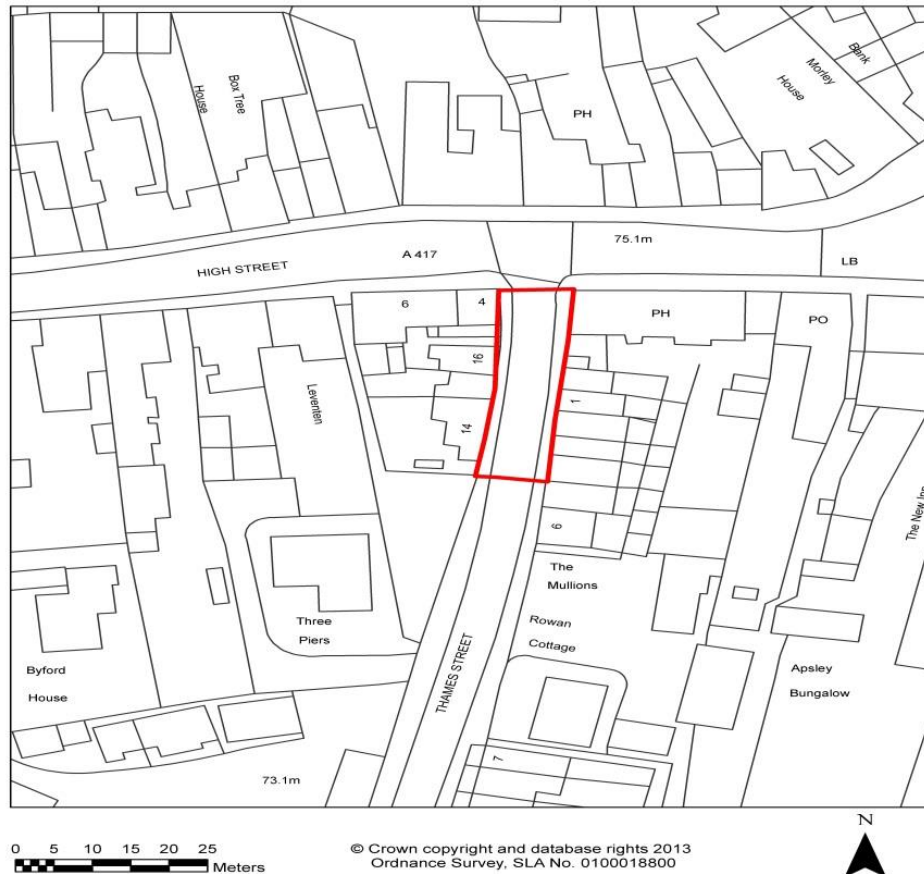 Box Tree
House
PH
Morley
House
Bank
75.1m
A 417
HIGH STREET
LB
6
4
PH
PO
16
1
14
Leventen
The New Inn
6
The
Mullions
Three
Piers
Rowan
Cottage
THAMES STREET
Byford
House
Apsley
Bungalow
7
73.1m
N
0 5 10 15 20 25
Meters
© Crown copyright and database rights 2013
Ordnance Survey, SLA No. 0100018800